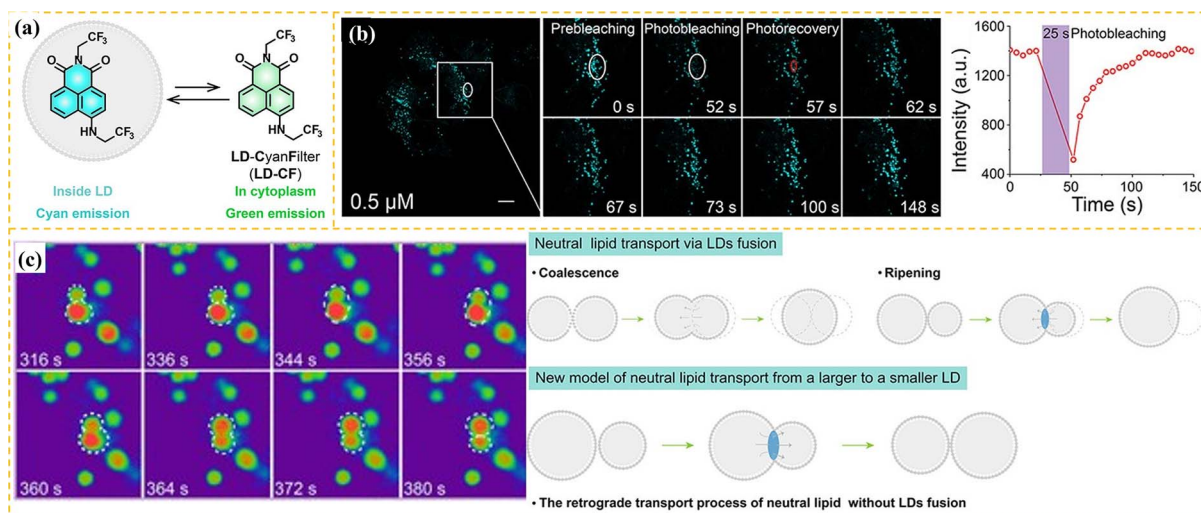 (a)
CF₃
O N O
HN CF₃
Inside LD
Cyan emission
CF₃
O N O
HN CF₃
LD-CyanFilter
(LD-CF)
In cytoplasm
Green emission
(b)
0.5 μM
Prebleaching
0 s
Photobleaching
52 s
Photorecovery
57 s
62 s
67 s
73 s
100 s
148 s
25 s Photobleaching
Intensity (a.u.)
1600
1400
1200
1000
800
600
400
0 50 100 150
Time (s)
(c)
316 s
336 s
344 s
356 s
360 s
364 s
372 s
380 s
Neutral lipid transport via LDs fusion
• Coalescence
• Ripening
New model of neutral lipid transport from a larger to a smaller LD
• The retrograde transport process of neutral lipid without LDs fusion